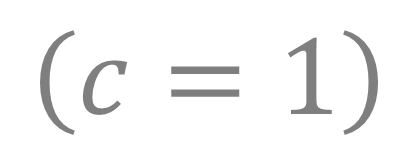 (c = 1)